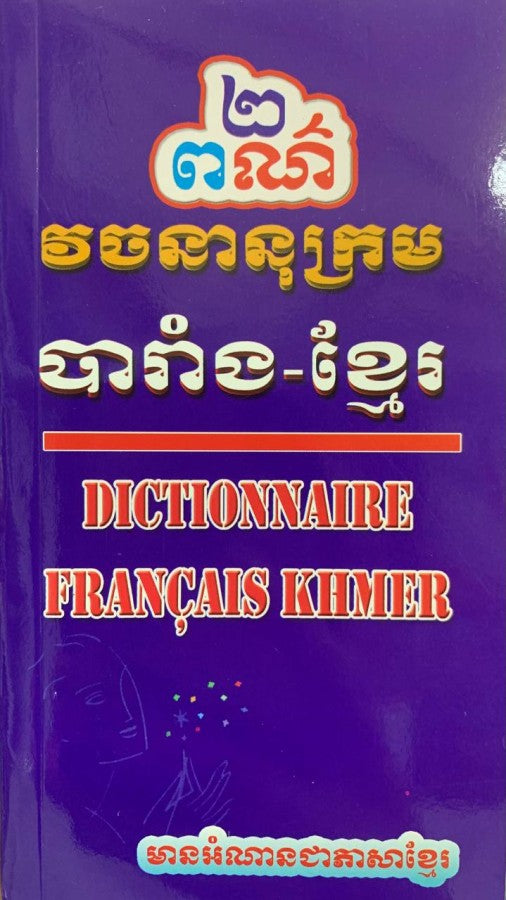 ២
ពណ៌
វចនានុក្រម
បារាំង-ខ្មែរ
DICTIONNAIRE
FRANÇAIS KHMER
មានអំណានជាភាសាខ្មែរ